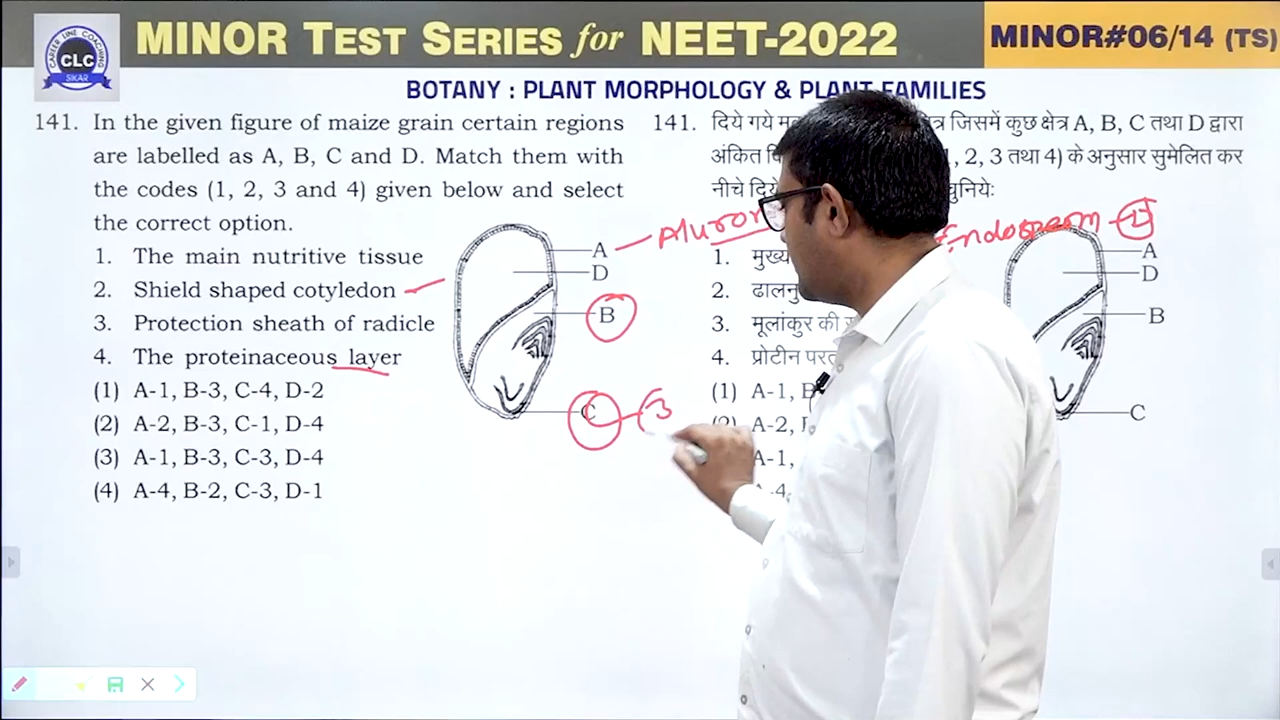 CAREER LINE COACHING
CLC
SIKAR
MINOR TEST SERIES for NEET-2022
MINOR#06/14 (TS)
BOTANY : PLANT MORPHOLOGY & PLANT FAMILIES
141. In the given figure of maize grain certain regions
are labelled as A, B, C and D. Match them with
the codes (1, 2, 3 and 4) given below and select
the correct option.
1. The main nutritive tissue
2. Shield shaped cotyledon
3. Protection sheath of radicle
4. The proteinaceous layer
(1) A-1, B-3, C-4, D-2
(2) A-2, B-3, C-1, D-4
(3) A-1, B-3, C-3, D-4
(4) A-4, B-2, C-3, D-1
A
D
B
C
3
141. दिये गये जिसमें कुछ क्षेत्र A, B, C तथा D द्वारा
अंकित , 2, 3 तथा 4) के अनुसार सुमेलित कर
नीचे दिये चुनियेः
Endosperm
1.
2.
3. मूलांकुर की
4. प्रोटीन
(1) A-1,
(2) A-2,
A-1,
A
D
B
C